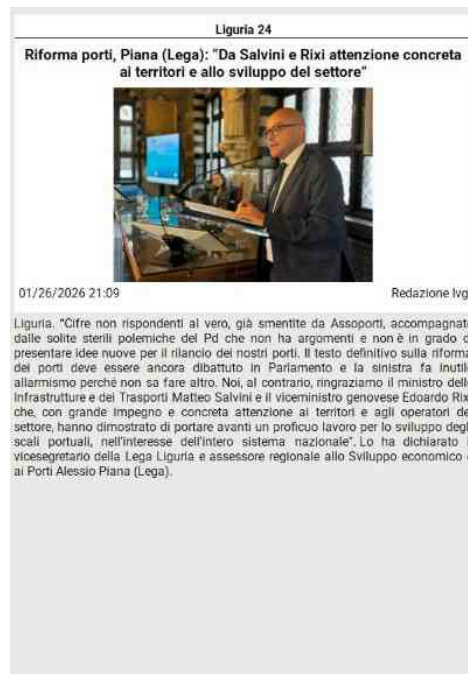 Liguria 24
Riforma porti, Piana (Lega): “Da Salvini e Rixi attenzione concreta
ai territori e allo sviluppo del settore”
01/26/2026 21:09 Redazione Ivg
Liguria. “Cifre non rispondenti al vero, già smentite da Assoporti, accompagnate
dalle solite sterili polemiche del Pd che non ha argomenti e non è in grado d
presentare idee nuove per il rilancio dei nostri porti. Il testo definitivo sulla riforma
dei porti deve essere ancora dibattuto in Parlamento e la sinistra fa inutile
allarmismo perché non sa fare altro. Noi, al contrario, ringraziamo il ministro delle
Infrastrutture e dei Trasporti Matteo Salvini e il viceministro genovese Edoardo Rix
che, con grande impegno e concreta attenzione ai territori e agli operatori de
settore, hanno dimostrato di portare avanti un proficuo lavoro per lo sviluppo degl
scali portuali, nell’interesse dell’intero sistema nazionale”. Lo ha dichiarato i
vicesegretario della Lega Liguria e assessore regionale allo Sviluppo economico e
ai Porti Alessio Piana (Lega).